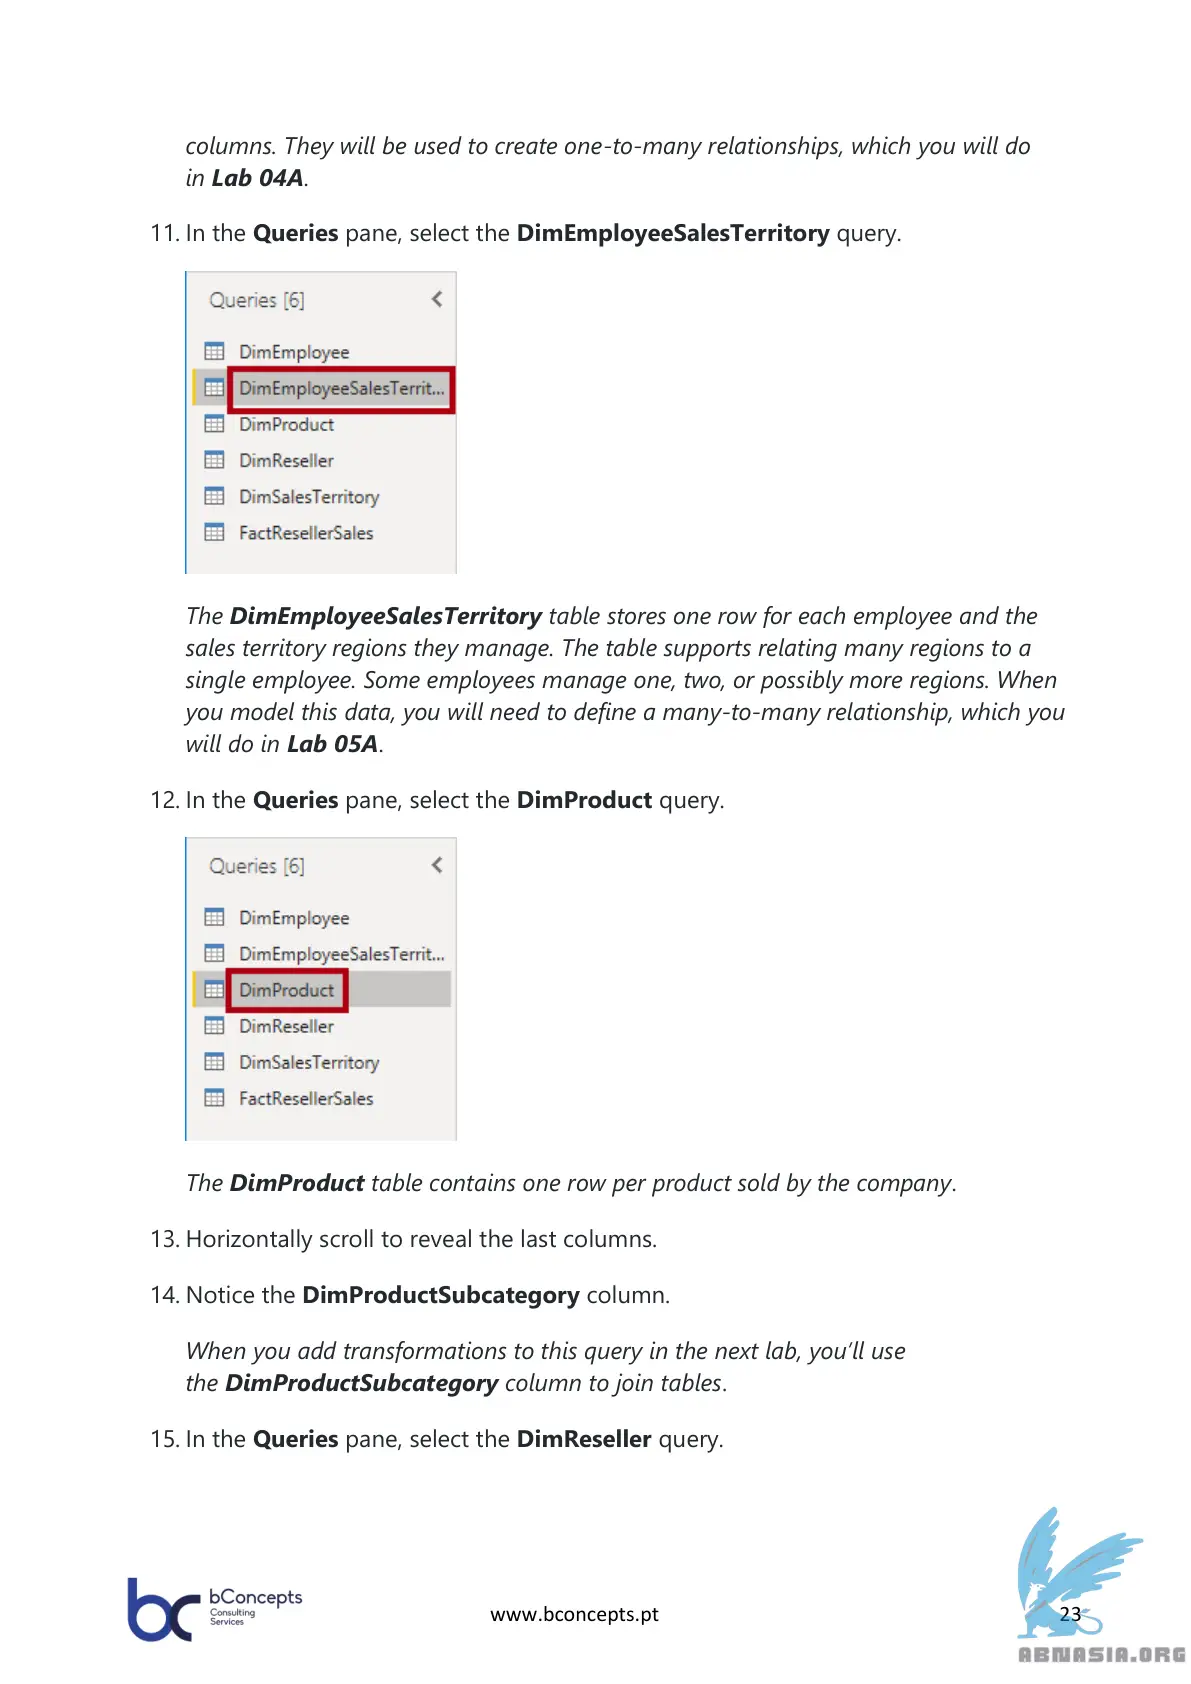 columns. They will be used to create one-to-many relationships, which you will do
in Lab 04A.
11. In the Queries pane, select the DimEmployeeSalesTerritory query.
Queries [6]
DimEmployee
DimEmployeeSalesTerrit...
DimProduct
DimReseller
DimSalesTerritory
FactResellerSales
The DimEmployeeSalesTerritory table stores one row for each employee and the
sales territory regions they manage. The table supports relating many regions to a
single employee. Some employees manage one, two, or possibly more regions. When
you model this data, you will need to define a many-to-many relationship, which you
will do in Lab 05A.
12. In the Queries pane, select the DimProduct query.
Queries [6]
DimEmployee
DimEmployeeSalesTerrit...
DimProduct
DimReseller
DimSalesTerritory
FactResellerSales
The DimProduct table contains one row per product sold by the company.
13. Horizontally scroll to reveal the last columns.
14. Notice the DimProductSubcategory column.
When you add transformations to this query in the next lab, you’ll use
the DimProductSubcategory column to join tables.
15. In the Queries pane, select the DimReseller query.
bc bConcepts
Consulting
Services
www.bconcepts.pt
23
ABNASIA.ORG